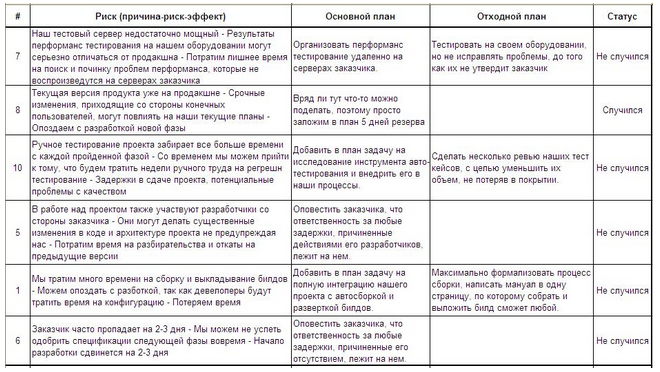 # Риск (причина-риск-эффект) Основной план Отходной план Статус
Наш тестовый сервер недостаточно мощный - Результаты
перформанс тестирования на нашем оборудовании могут
серьезно отличаться от продакшна - Потратим лишнее время
на поиск и починку проблем перформанса, которые не
воспроизведутся на серверах заказчика
7
Организовать перформанс
тестирование удаленно на
серверах заказчика.
Тестировать на своем оборудовании,
но не исправлять проблемы, до того
как их не утвердит заказчик
Не случился
Текущая версия продукта уже на продакшне - Срочные
изменения, приходящие со стороны конечных
пользователей, могут повлиять на наши текущие планы -
Опоздаем с разработкой новой фазы
8
Вряд ли тут что-то можно
поделать, поэтому просто
заложим в план 5 дней резерва
Случился
Ручное тестирование проекта забирает все больше времени
с каждой пройденной фазой - Со временем мы можем прийти
к тому, что будем тратить недели ручного труда на регрешн
тестирование - Задержки в сдаче проекта, потенциальные
проблемы с качеством
10
Добавить в план задачу на
исследование инструмента авто-
тестирования и внедрить его в
наши процессы.
Сделать несколько ревью наших тест
кейсов, с целью уменьшить их
объем, не потеряв в покрытии.
Не случился
В работе над проектом также участвуют разработчики со
стороны заказчика - Они могут делать существенные
изменения в коде и архитектуре проекта не предупреждая
нас - Потратим время на разбирательства и откаты на
предыдущие версии
5
Оповестить заказчика, что
ответственность за любые
задержки, причиненные
действиями его разработчиков,
лежит на нем.
Не случился
Мы тратим много времени на сборку и выкладывание билдов
- Можем опоздать с разботкой, так как девелоперы будут
тратить время на конфигурацию - Потеряем время
1
Добавить в план задачу на
полную интеграцию нашего
проекта с автосборкой и
разверткой билдов.
Максимально формализовать процесс
сборки, написать мануал в одну
страницу, по которому собрать и
выложить билд сможет любой.
Не случился
Заказчик часто пропадает на 2-3 дня - Мы можем не успеть
одобрить спецификации следующей фазы вовремя - Начало
разработки сдвинется на 2-3 дня
6
Оповестить заказчика, что
ответственность за любые
задержки, причиненные его
отсутствием, лежит на нем.
Не случился